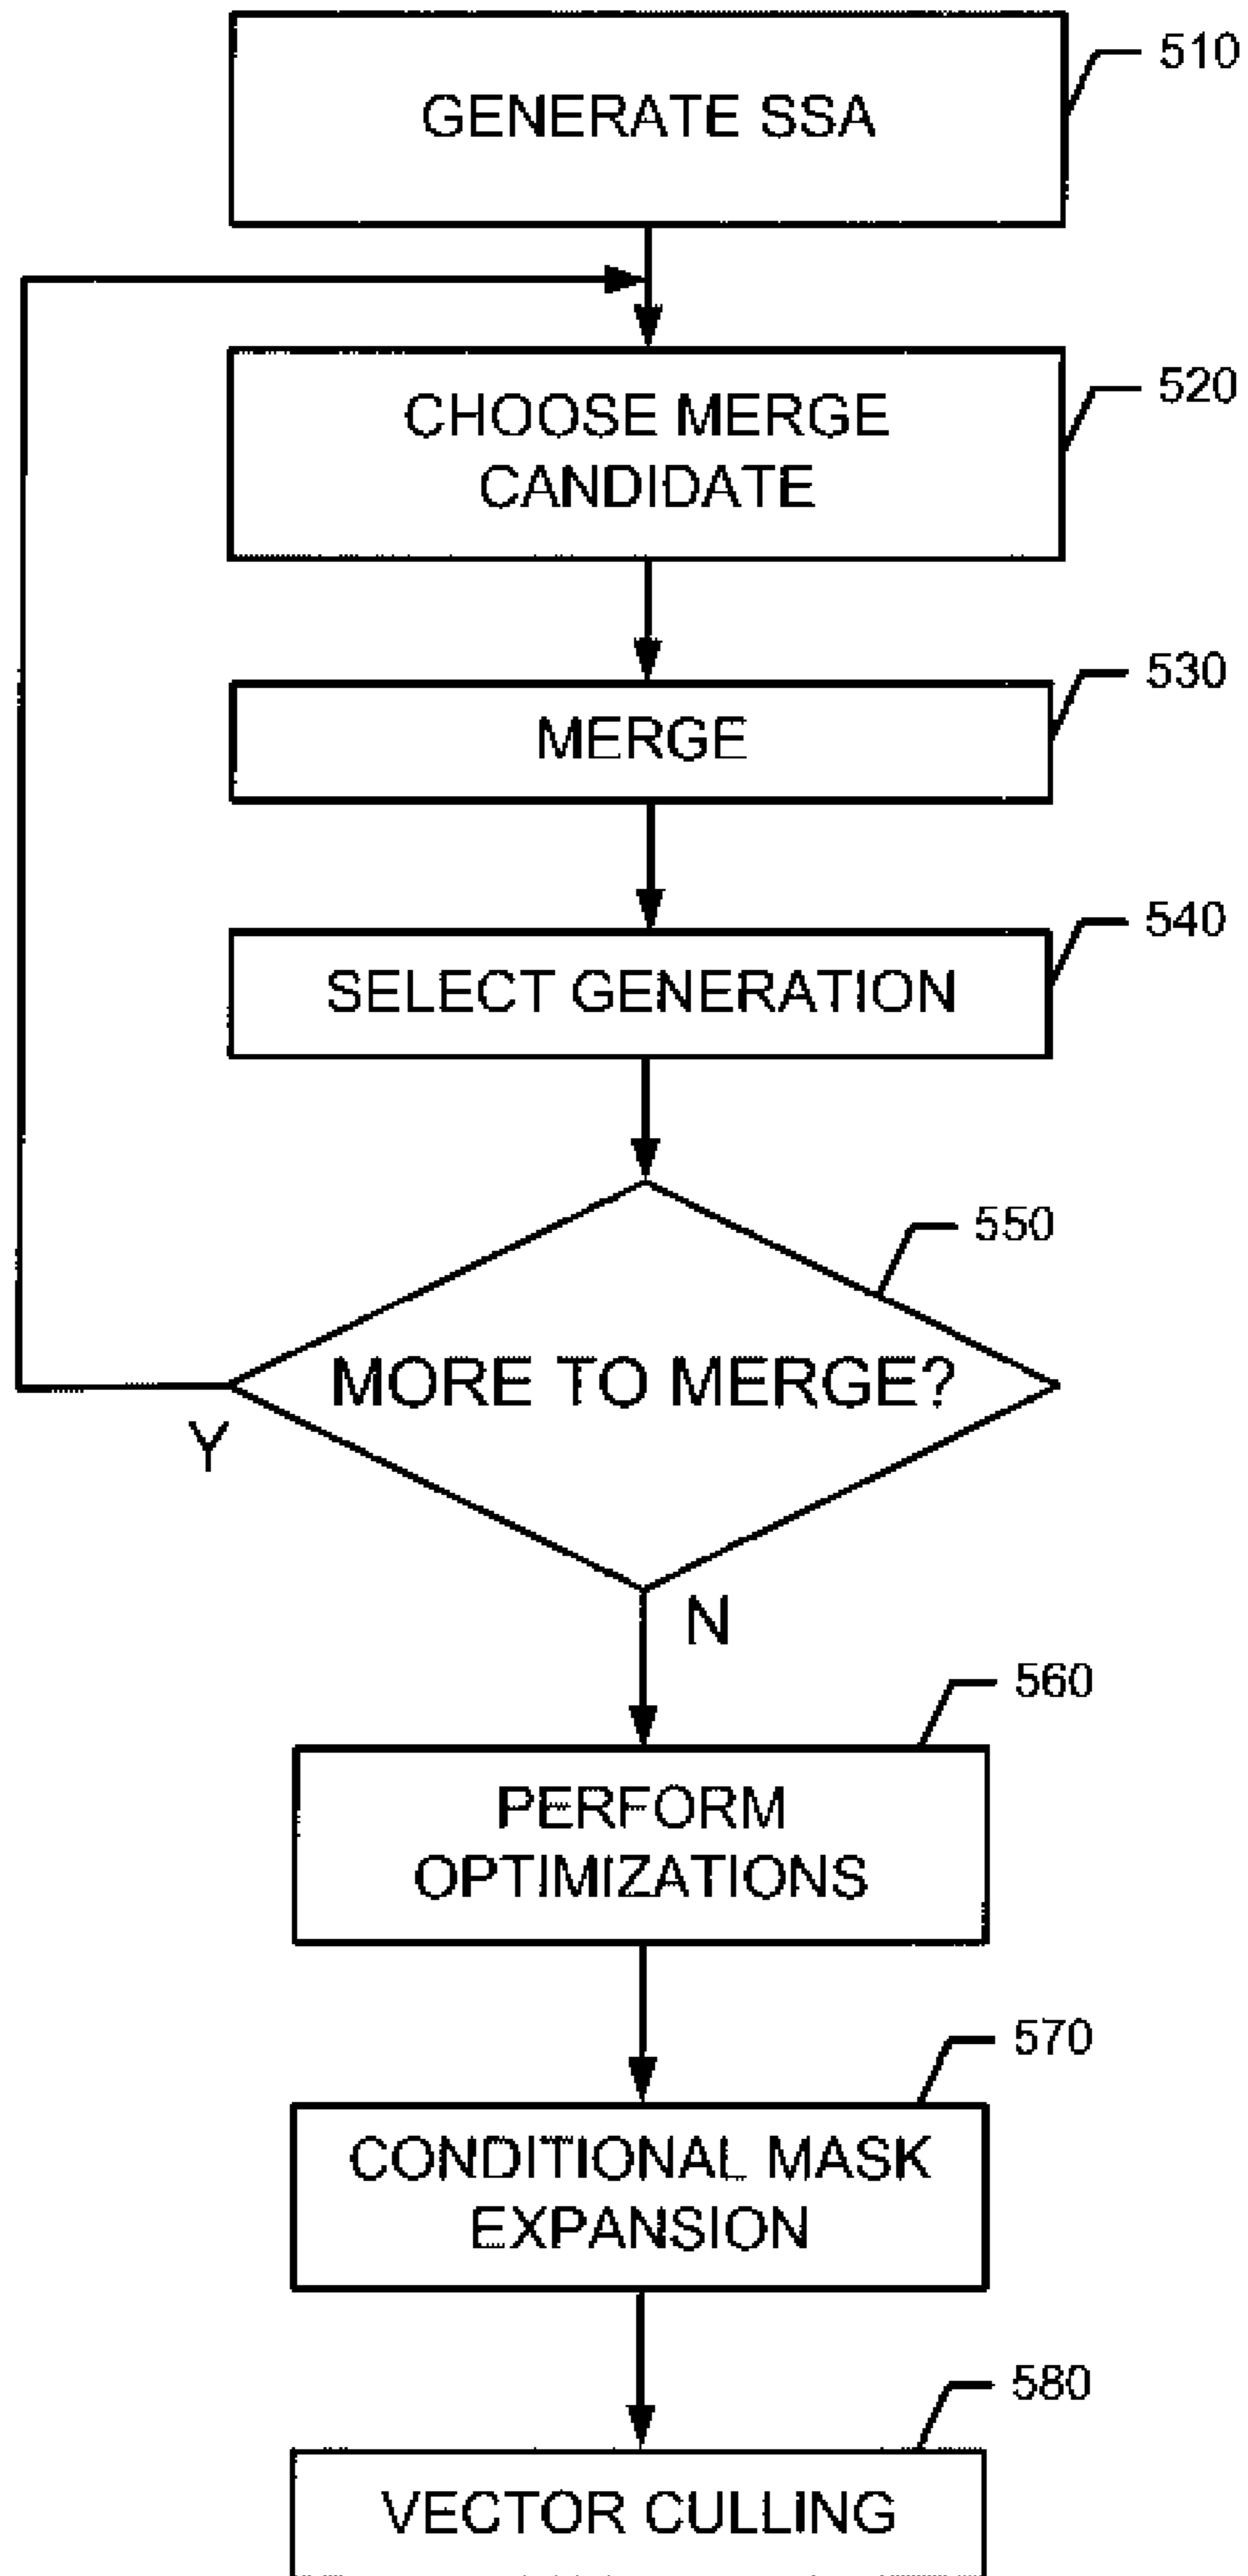 GENERATE SSA
510
CHOOSE MERGE
CANDIDATE
520
MERGE
530
SELECT GENERATION
540
MORE TO MERGE?
550
Y
N
PERFORM
OPTIMIZATIONS
560
CONDITIONAL MASK
EXPANSION
570
VECTOR CULLING
580